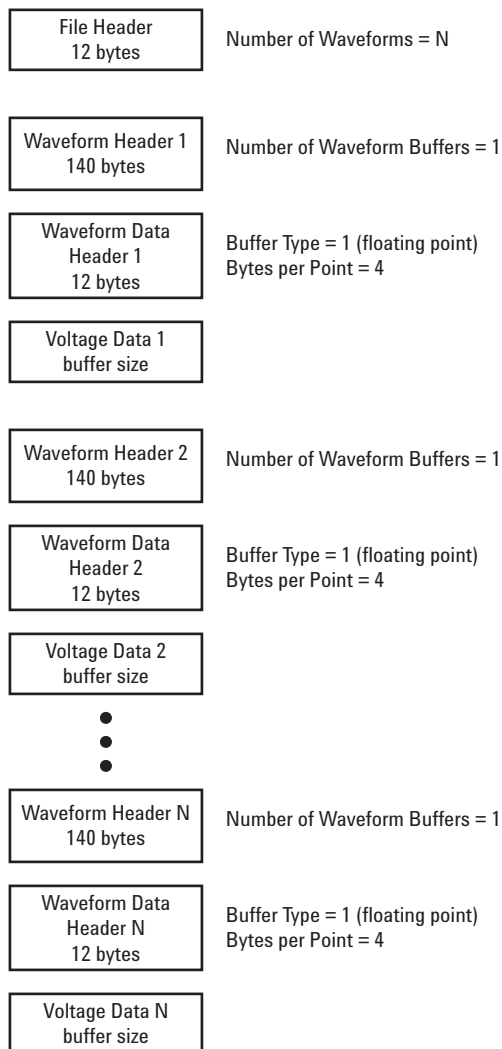 File Header
12 bytes
Number of Waveforms = N
Waveform Header 1
140 bytes
Number of Waveform Buffers = 1
Waveform Data
Header 1
12 bytes
Buffer Type = 1 (floating point)
Bytes per Point = 4
Voltage Data 1
buffer size
Waveform Header 2
140 bytes
Number of Waveform Buffers = 1
Waveform Data
Header 2
12 bytes
Buffer Type = 1 (floating point)
Bytes per Point = 4
Voltage Data 2
buffer size
Waveform Header N
140 bytes
Number of Waveform Buffers = 1
Waveform Data
Header N
12 bytes
Buffer Type = 1 (floating point)
Bytes per Point = 4
Voltage Data N
buffer size